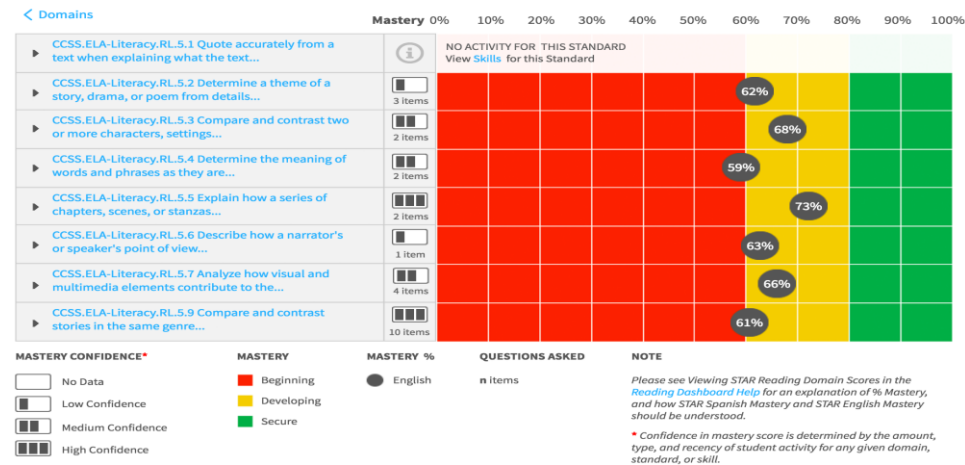 Domains
Mastery 0% 10% 20% 30% 40% 50% 60% 70% 80% 90% 100%
CCSS.ELA-Literacy.RL.5.1 Quote accurately from a
text when explaining what the text...
NO ACTIVITY FOR THIS STANDARD
View Skills for this Standard
CCSS.ELA-Literacy.RL.5.2 Determine a theme of a
story, drama, or poem from details...
3 items
62%
CCSS.ELA-Literacy.RL.5.3 Compare and contrast two
or more characters, settings...
2 items
68%
CCSS.ELA-Literacy.RL.5.4 Determine the meaning of
words and phrases as they are...
2 items
59%
CCSS.ELA-Literacy.RL.5.5 Explain how a series of
chapters, scenes, or stanzas...
2 items
73%
CCSS.ELA-Literacy.RL.5.6 Describe how a narrator's
or speaker's point of view...
1 item
63%
CCSS.ELA-Literacy.RL.5.7 Analyze how visual and
multimedia elements contribute to the...
4 items
66%
CCSS.ELA-Literacy.RL.5.9 Compare and contrast
stories in the same genre...
10 items
61%
MASTERY CONFIDENCE*
No Data
Low Confidence
Medium Confidence
High Confidence
MASTERY
Beginning
Developing
Secure
MASTERY %
English
QUESTIONS ASKED
n items
NOTE
Please see Viewing STAR Reading Domain Scores in the
Reading Dashboard Help for an explanation of % Mastery,
and how STAR Spanish Mastery and STAR English Mastery
should be understood.
* Confidence in mastery score is determined by the amount,
type, and recency of student activity for any given domain,
standard, or skill.